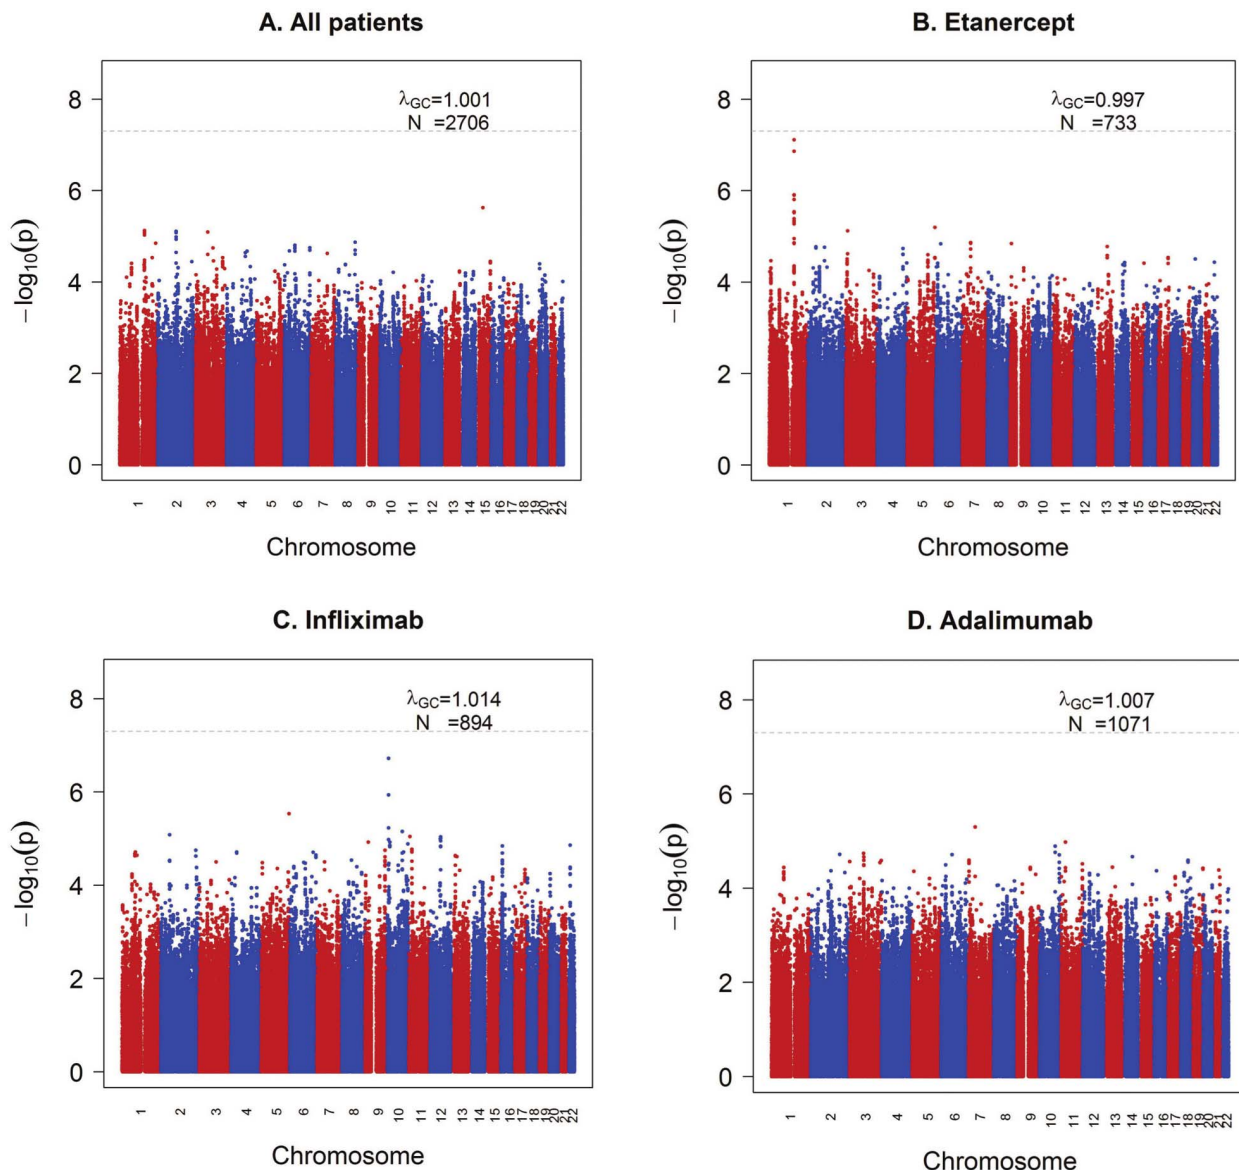 A. All patients
λGC=1.001
N =2706
8
6
4
2
0
−log10(p)
1 2 3 4 5 6 7 8 9 10 11 12 13 14 15 16 17 18 19 20 21 22
Chromosome
B. Etanercept
λGC=0.997
N =733
8
6
4
2
0
−log10(p)
1 2 3 4 5 6 7 8 9 10 11 12 13 14 15 16 17 18 19 20 21 22
Chromosome
C. Infliximab
λGC=1.014
N =894
8
6
4
2
0
−log10(p)
1 2 3 4 5 6 7 8 9 10 11 12 13 14 15 16 17 18 19 20 22
Chromosome
D. Adalimumab
λGC=1.007
N =1071
8
6
4
2
0
−log10(p)
1 2 3 4 5 6 7 8 9 10 11 12 13 14 15 16 17 18 19 20 21 22
Chromosome